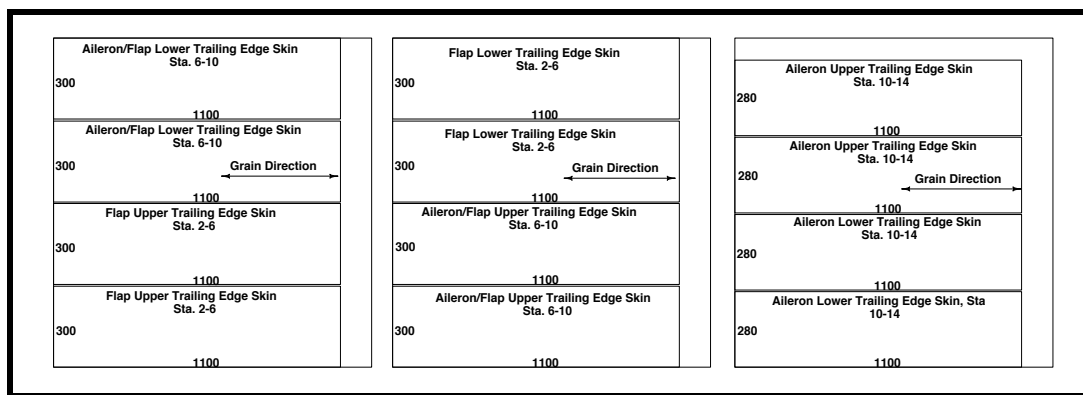 Aileron/Flap Lower Trailing Edge Skin
Sta. 6-10
300
1100
Aileron/Flap Lower Trailing Edge Skin
Sta. 6-10
300
Grain Direction
1100
Flap Upper Trailing Edge Skin
Sta. 2-6
300
1100
Flap Upper Trailing Edge Skin
Sta. 2-6
300
1100
Flap Lower Trailing Edge Skin
Sta. 2-6
300
1100
Flap Lower Trailing Edge Skin
Sta. 2-6
300
Grain Direction
1100
Aileron/Flap Upper Trailing Edge Skin
Sta. 6-10
300
1100
Aileron/Flap Upper Trailing Edge Skin
Sta. 6-10
300
1100
Aileron Upper Trailing Edge Skin
Sta. 10-14
280
1100
Aileron Upper Trailing Edge Skin
Sta. 10-14
280
Grain Direction
1100
Aileron Lower Trailing Edge Skin
Sta. 10-14
280
1100
Aileron Lower Trailing Edge Skin, Sta
10-14
280
1100